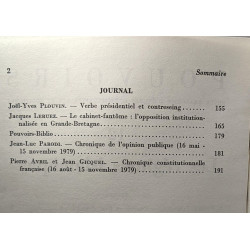 2 Sommaire
JOURNAL
Joël-Yves PLOUVIN. — Verbe présidentiel et contreseing 155
Jacques LERUEZ. — Le cabinet-fantôme : l'opposition institution-
nalisée en Grande-Bretagne 165
Pouvoirs-Biblio 179
Jean-Luc PARODI. — Chronique de l'opinion publique (16 mai -
15 novembre 1979) 181
Pierre AVRIL et Jean GICQUEL. — Chronique constitutionnelle
française (16 août - 15 novembre 1979) 191